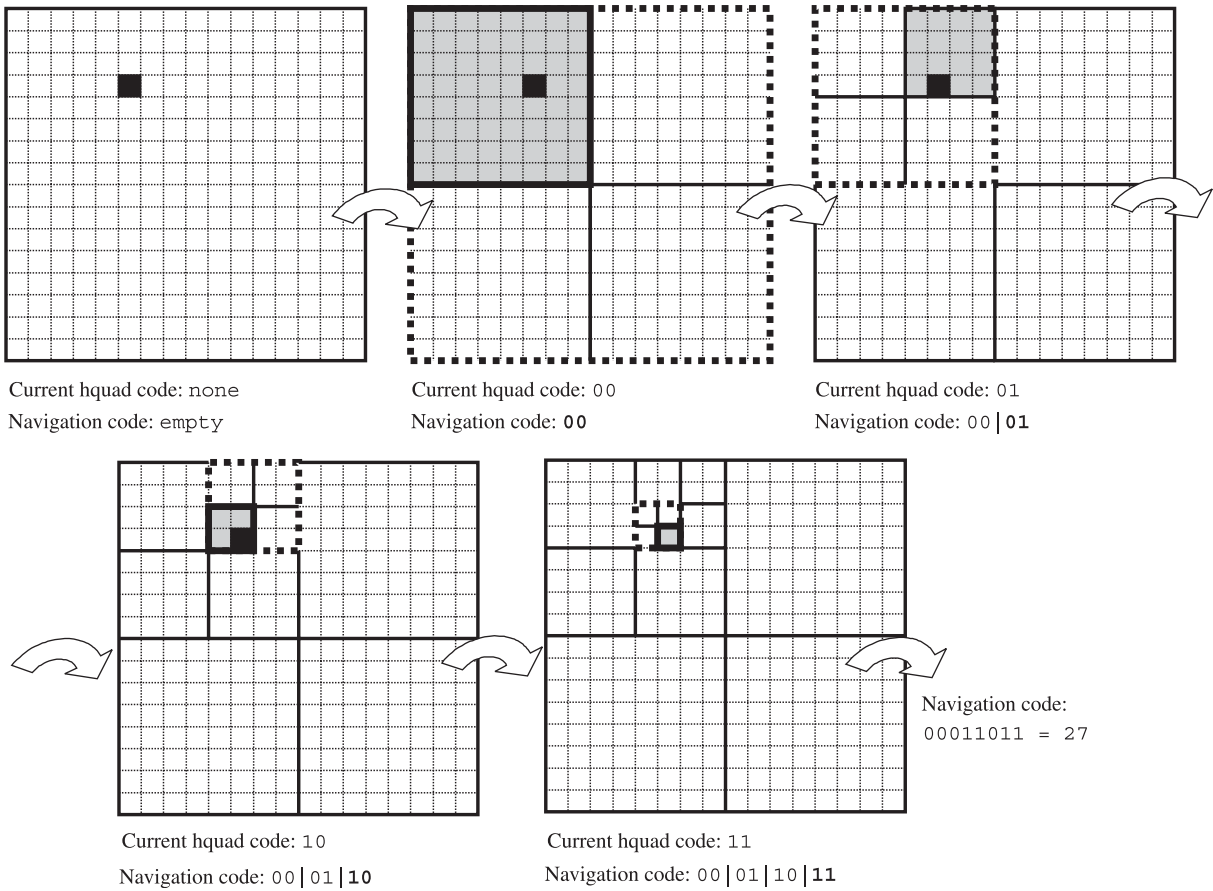 Current hquad code: none
Navigation code: empty
Current hquad code: 00
Navigation code: 00
Current hquad code: 01
Navigation code: 00|01
Current hquad code: 10
Navigation code: 00|01|10
Current hquad code: 11
Navigation code: 00|01|10|11
Navigation code:
00011011 = 27